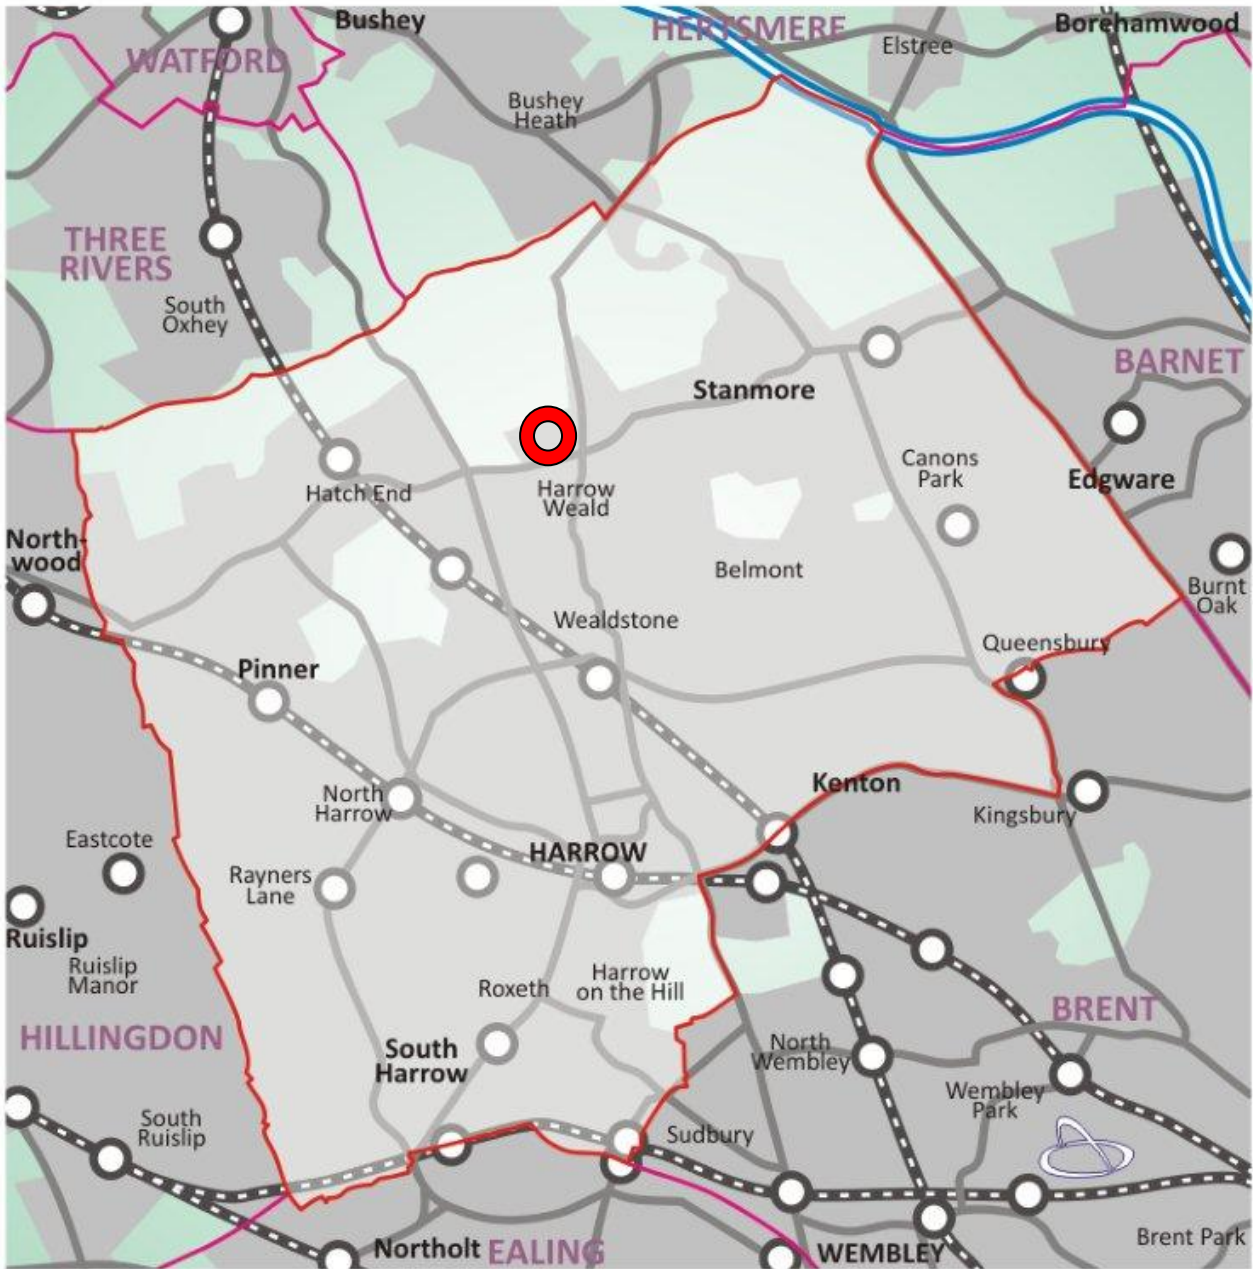 Bushey
HERTSMERE
Borehamwood
WATFORD
Elstree
Bushey
Heath
THREE
RIVERS
South
Oxhey
BARNET
Stanmore
Canons
Park
Edgware
Hatch End
Harrow
Weald
North-
wood
Belmont
Burnt
Oak
Wealdstone
Queensbury
Pinner
Kenton
North
Harrow
Kingsbury
Eastcote
HARROW
Rayners
Lane
Ruislip
Ruislip
Manor
Harrow
on the Hill
Roxeth
BRENT
HILLINGDON
South
Harrow
North
Wembley
Wembley
Park
South
Ruislip
Sudbury
Brent Park
Northolt
EALING
WEMBLEY